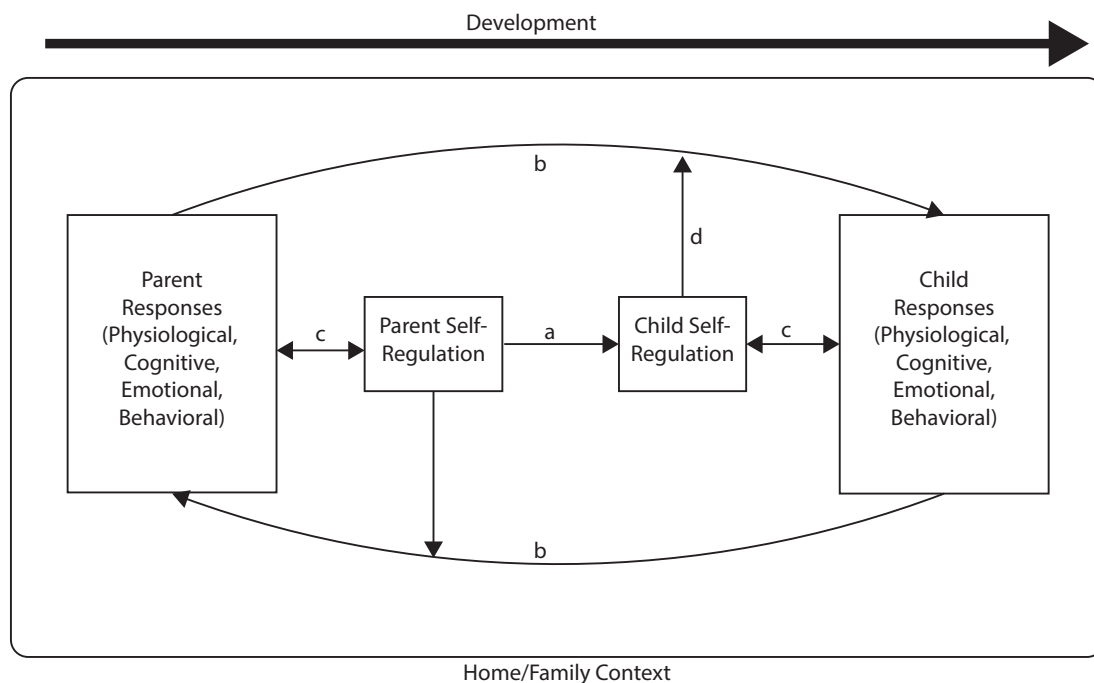 Development
b
Parent
Responses
(Physiological,
Cognitive,
Emotional,
Behavioral)
c
Parent Self-
Regulation
a
Child Self-
Regulation
d
c
Child
Responses
(Physiological,
Cognitive,
Emotional,
Behavioral)
b
Home/Family Context